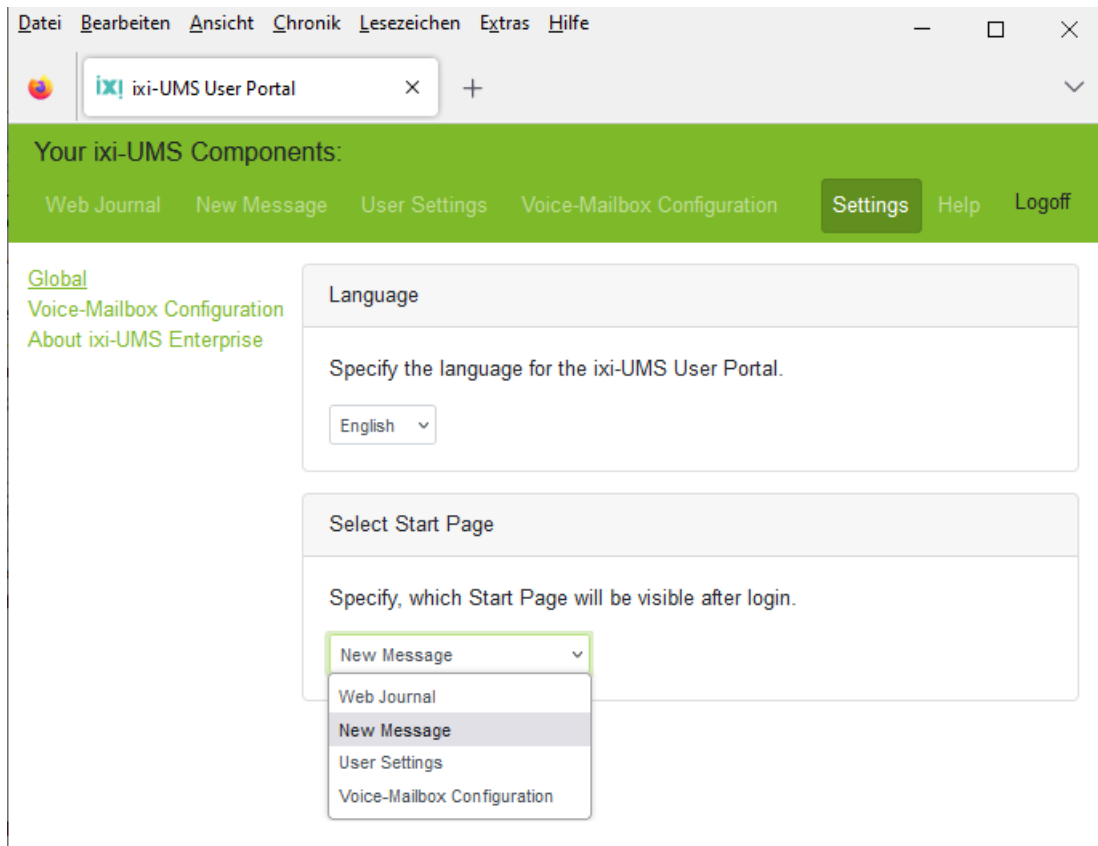 Datei Bearbeiten Ansicht Chronik Lesezeichen Extras Hilfe
ixi ixi-UMS User Portal
Your ixi-UMS Components:
Web Journal New Message User Settings Voice-Mailbox Configuration Settings Help Logoff
Global
Voice-Mailbox Configuration
About ixi-UMS Enterprise
Language
Specify the language for the ixi-UMS User Portal.
English
Select Start Page
Specify, which Start Page will be visible after login.
New Message
Web Journal
New Message
User Settings
Voice-Mailbox Configuration